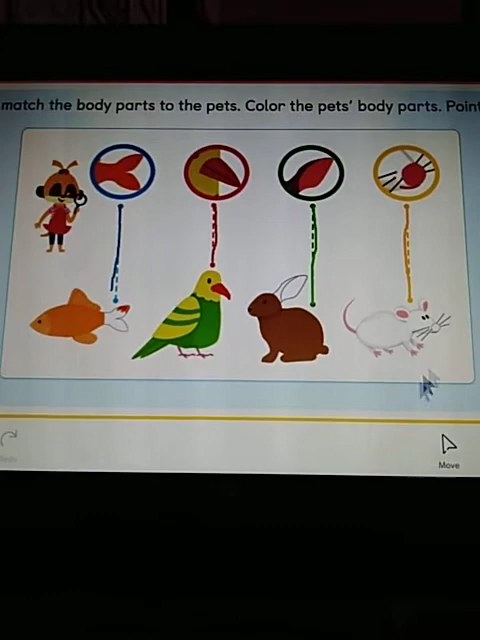 match the body parts to the pets. Color the pets' body parts. Point
Move